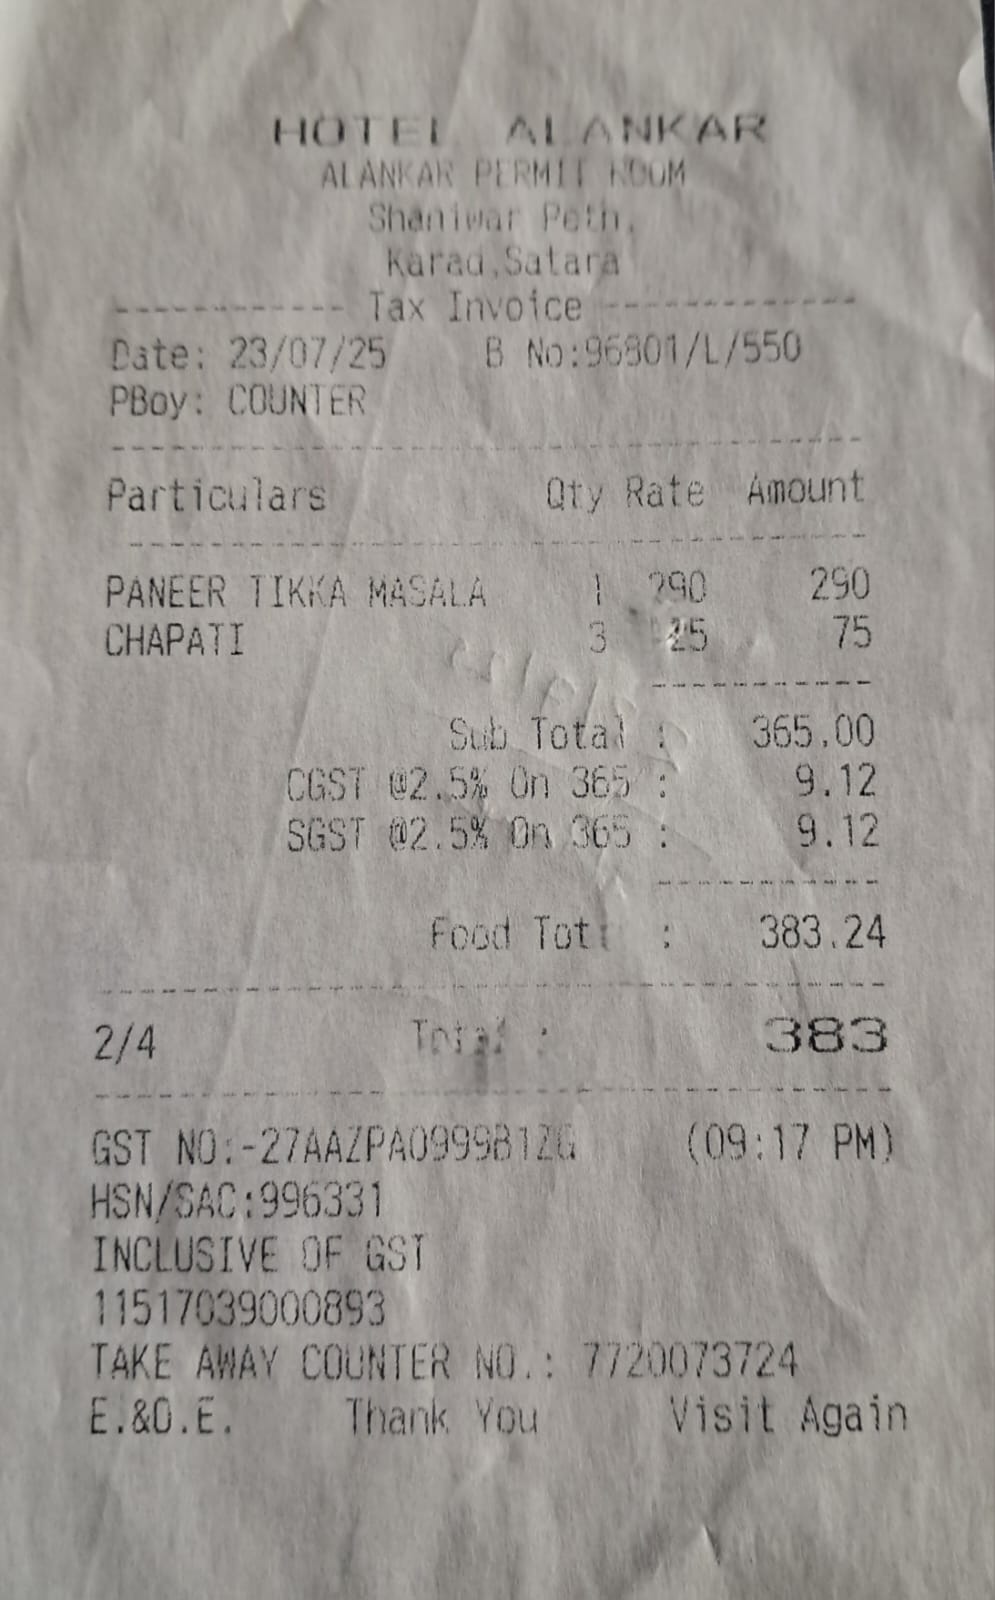 HOTEL ALANKAR
ALANKAR PERMIT ROOM
Shaniwar Peth,
Karad,Satara
------------ Tax Invoice ------------
Date: 23/07/25 B No:96801/L/550
PBoy: COUNTER
Particulars Qty Rate Amount
PANEER TIKKA MASALA 1 290 290
CHAPATI 3 25 75
Sub Total : 365.00
CGST @2.5% On 365 : 9.12
SGST @2.5% On 365 : 9.12
Food Tot : 383.24
2/4 Total : 383
GST NO:-27AAZPA0999B1ZG (09:17 PM)
HSN/SAC:996331
INCLUSIVE OF GST
11517039000893
TAKE AWAY COUNTER NO.: 7720073724
E.&O.E. Thank You Visit Again